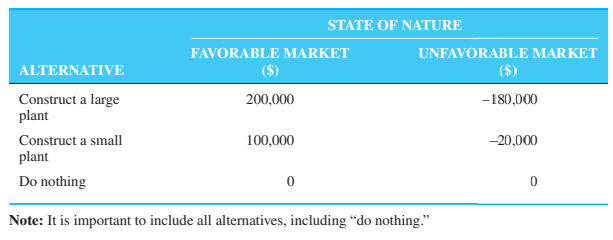 STATE OF NATURE
FAVORABLE MARKET UNFAVORABLE MARKET
ALTERNATIVE ($) ($)
Construct a large 200,000 –180,000
plant
Construct a small 100,000 –20,000
plant
Do nothing 0 0
Note: It is important to include all alternatives, including “do nothing.”